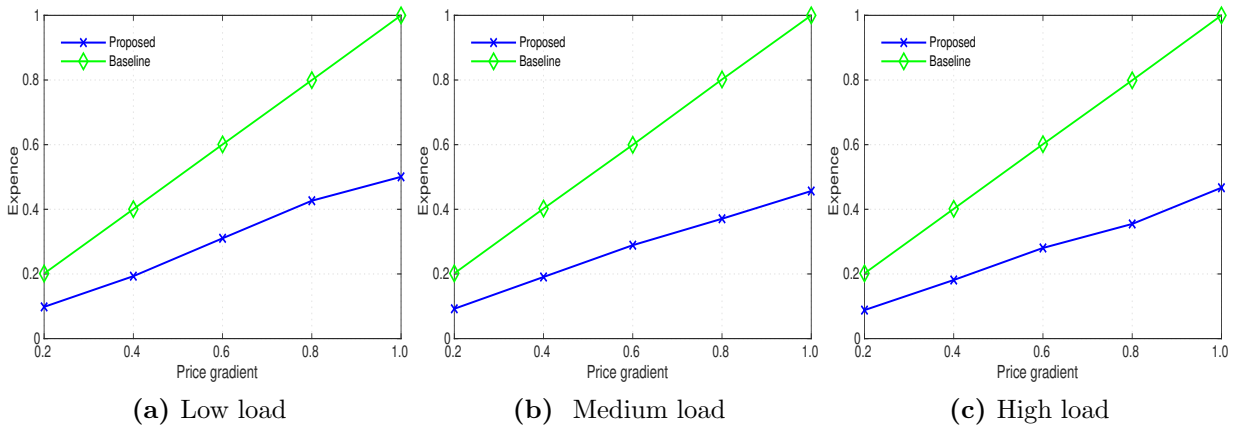 1
0.8
0.6
0.4
0.2
0
Expence
Proposed
Baseline
0.2 0.4 0.6 0.8 1.0
Price gradient
(a) Low load
1
0.8
0.6
0.4
0.2
0
Expence
Proposed
Baseline
0.2 0.4 0.6 0.8 1.0
Price gradient
(b) Medium load
1
0.8
0.6
0.4
0.2
0
Expence
Proposed
Baseline
0.2 0.4 0.6 0.8 1.0
Price gradient
(c) High load